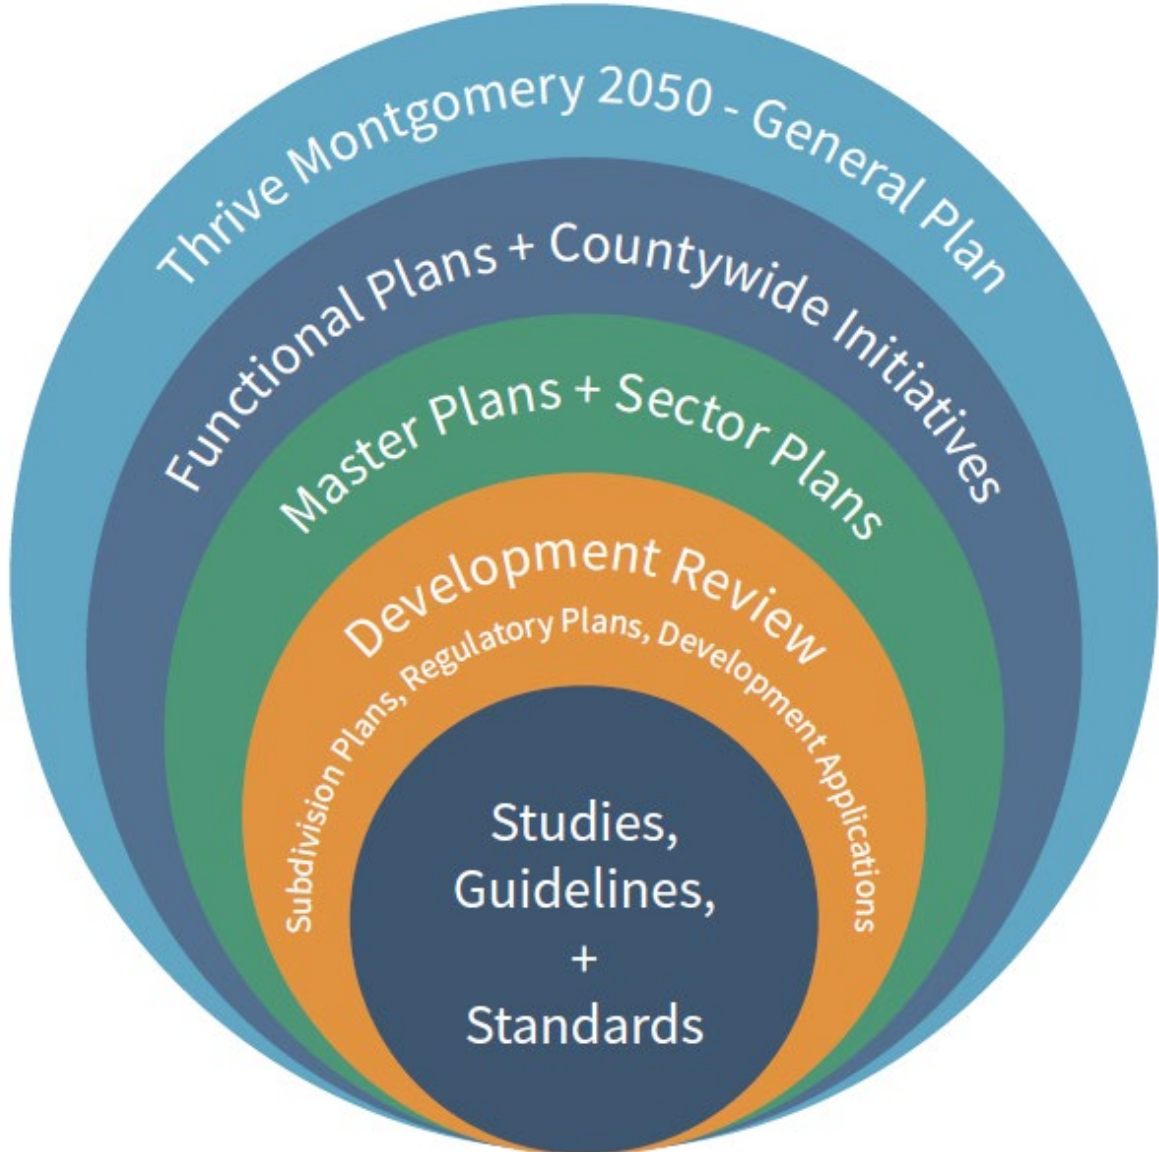 Thrive Montgomery 2050 - General Plan
Functional Plans + Countywide Initiatives
Master Plans + Sector Plans
Development Review
Subdivision Plans, Regulatory Plans, Development Applications
Studies,
Guidelines,
+
Standards